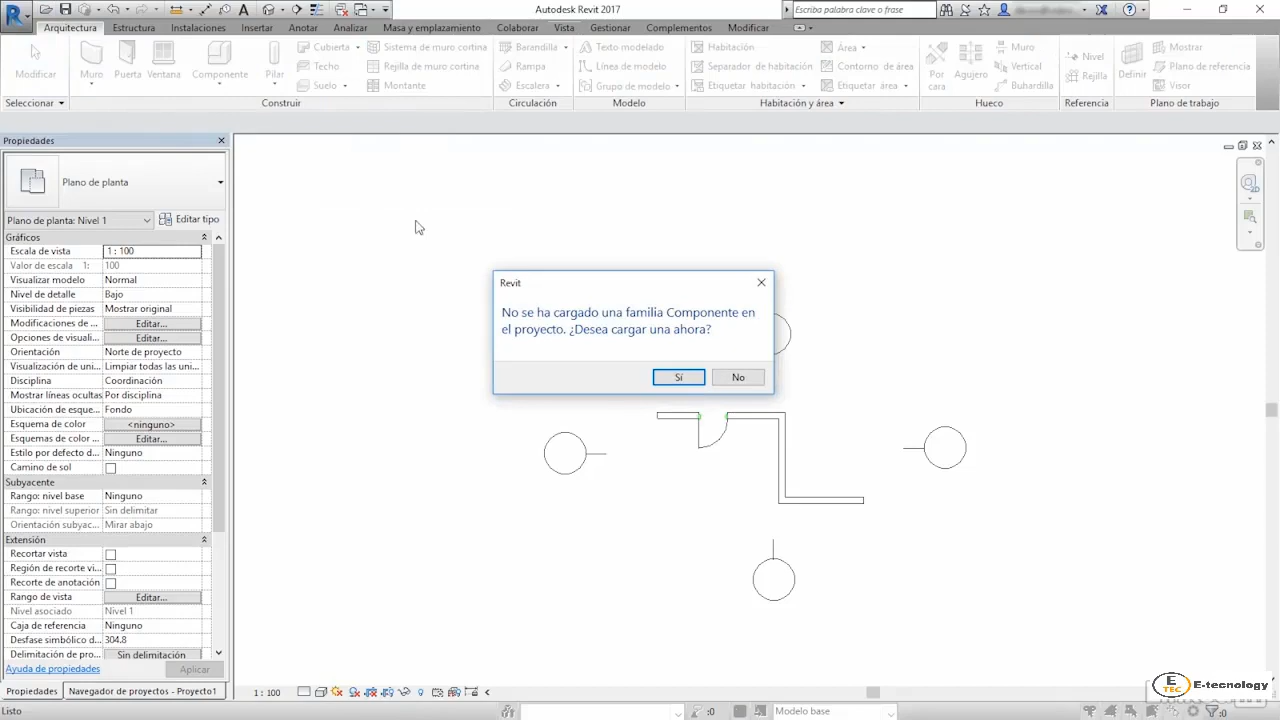 Autodesk Revit 2017
Escriba palabra clave o frase
Arquitectura Estructura Instalaciones Insertar Anotar Analizar Masa y emplazamiento Colaborar Vista Gestionar Complementos Modificar
Modificar
Muro
Puerta
Ventana
Componente
Pilar
Cubierta
Techo
Suelo
Sistema de muro cortina
Rejilla de muro cortina
Montante
Barandilla
Rampa
Escalera
Texto modelado
Línea de modelo
Grupo de modelo
Habitación
Separador de habitación
Etiquetar habitación
Área
Contorno de área
Etiquetar área
Por
cara
Agujero
Muro
Vertical
Buhardilla
Nivel
Rejilla
Definir
Mostrar
Plano de referencia
Visor
Seleccionar Construir Circulación Modelo Habitación y área Hueco Referencia Plano de trabajo
Propiedades
Plano de planta
Plano de planta: Nivel 1 Editar tipo
Gráficos
Escala de vista 1 : 100
Valor de escala 1: 100
Visualizar modelo Normal
Nivel de detalle Bajo
Visibilidad de piezas Mostrar original
Modificaciones de ... Editar...
Opciones de visuali... Editar...
Orientación Norte de proyecto
Visualización de uni... Limpiar todas las uni...
Disciplina Coordinación
Mostrar líneas ocultas Por disciplina
Ubicación de esque... Fondo
Esquema de color <ninguno>
Esquemas de color ... Editar...
Estilo por defecto d... Ninguno
Camino de sol
Subyacente
Rango: nivel base Ninguno
Rango: nivel superior Sin delimitar
Orientación subyac... Mirar abajo
Extensión
Recortar vista
Región de recorte vi...
Recorte de anotación
Rango de vista Editar...
Nivel asociado Nivel 1
Caja de referencia Ninguno
Desfase simbólico d... 304.8
Delimitación de pro... Sin delimitación
Ayuda de propiedades Aplicar
Propiedades Navegador de proyectos - Proyecto1
Revit
No se ha cargado una familia Componente en
el proyecto. ¿Desea cargar una ahora?
Sí No
1 : 100
E
TEC
E-tecnology
Listo :0 Modelo base :0